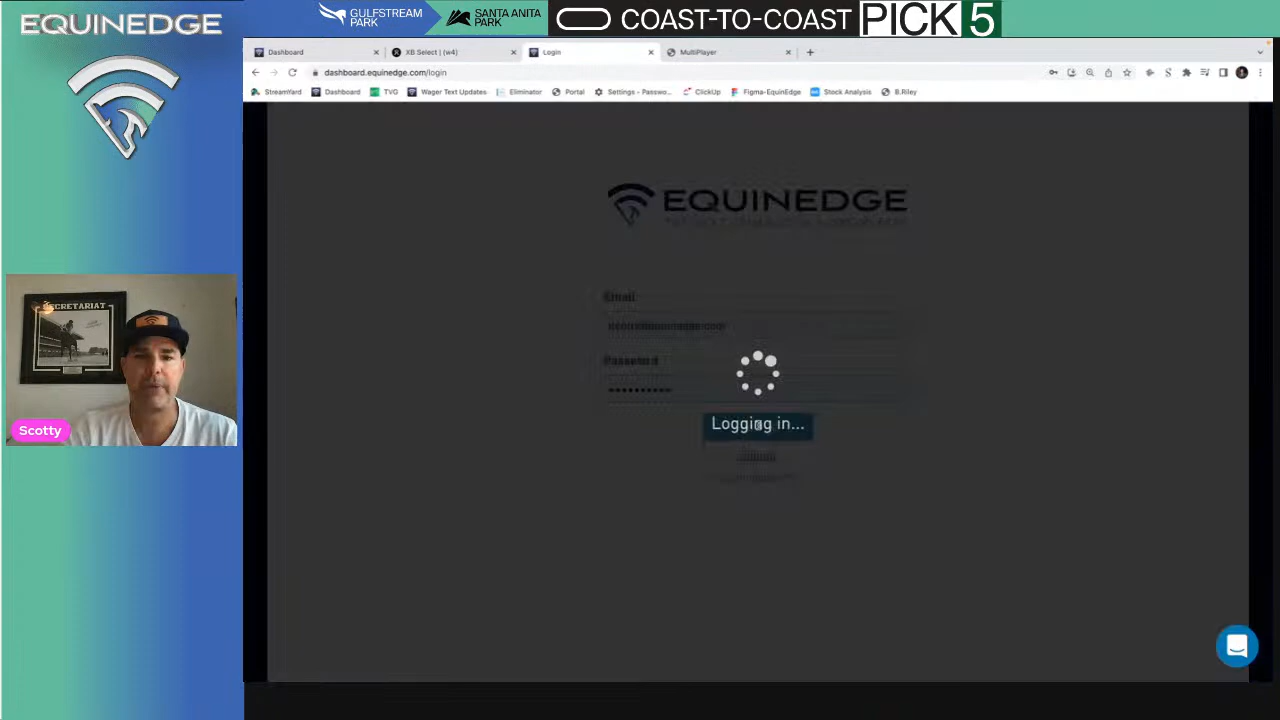 EQUINEDGE
GULFSTREAM PARK
SANTA ANITA PARK
COAST-TO-COAST PICK 5
Dashboard
XB Select | (w4)
Login
MultiPlayer
dashboard.equinedge.com/login
StreamYard
Dashboard
TVG
Wager Text Updates
Eliminator
Portal
Settings - Passwo...
ClickUp
Figma-EquinEdge
Stock Analysis
B.Riley
EQUINEDGE
Email
Password
Logging in...
SECRETARIAT
Scotty